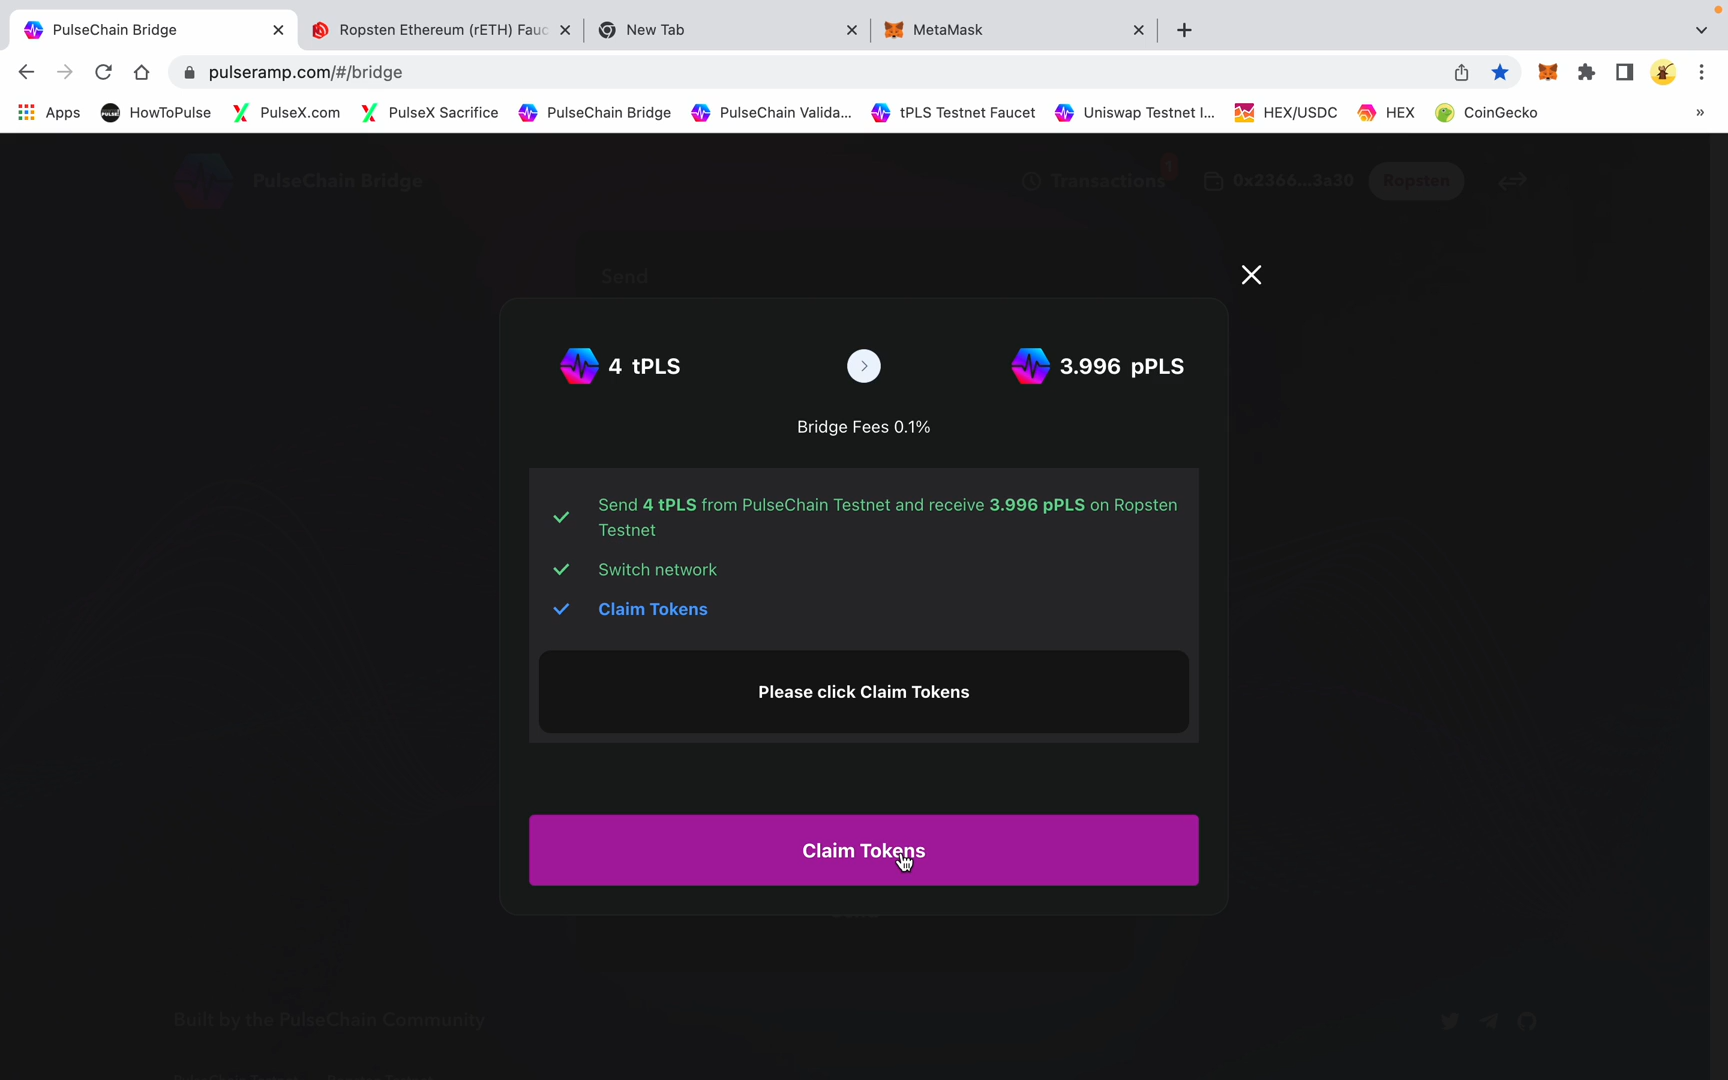 PulseChain Bridge
Ropsten Ethereum (rETH) Fauc
New Tab
MetaMask
pulseramp.com/#/bridge
Apps
HowToPulse
PulseX.com
PulseX Sacrifice
PulseChain Bridge
PulseChain Valida...
tPLS Testnet Faucet
Uniswap Testnet I...
HEX/USDC
HEX
CoinGecko
»
PulseChain Bridge
Transactions
1
0x2366...3a30
Ropsten
Send
4 tPLS
3.996 pPLS
Bridge Fees 0.1%
Send 4 tPLS from PulseChain Testnet and receive 3.996 pPLS on Ropsten
Testnet
Switch network
Claim Tokens
Please click Claim Tokens
Claim Tokens
Built by the PulseChain Community